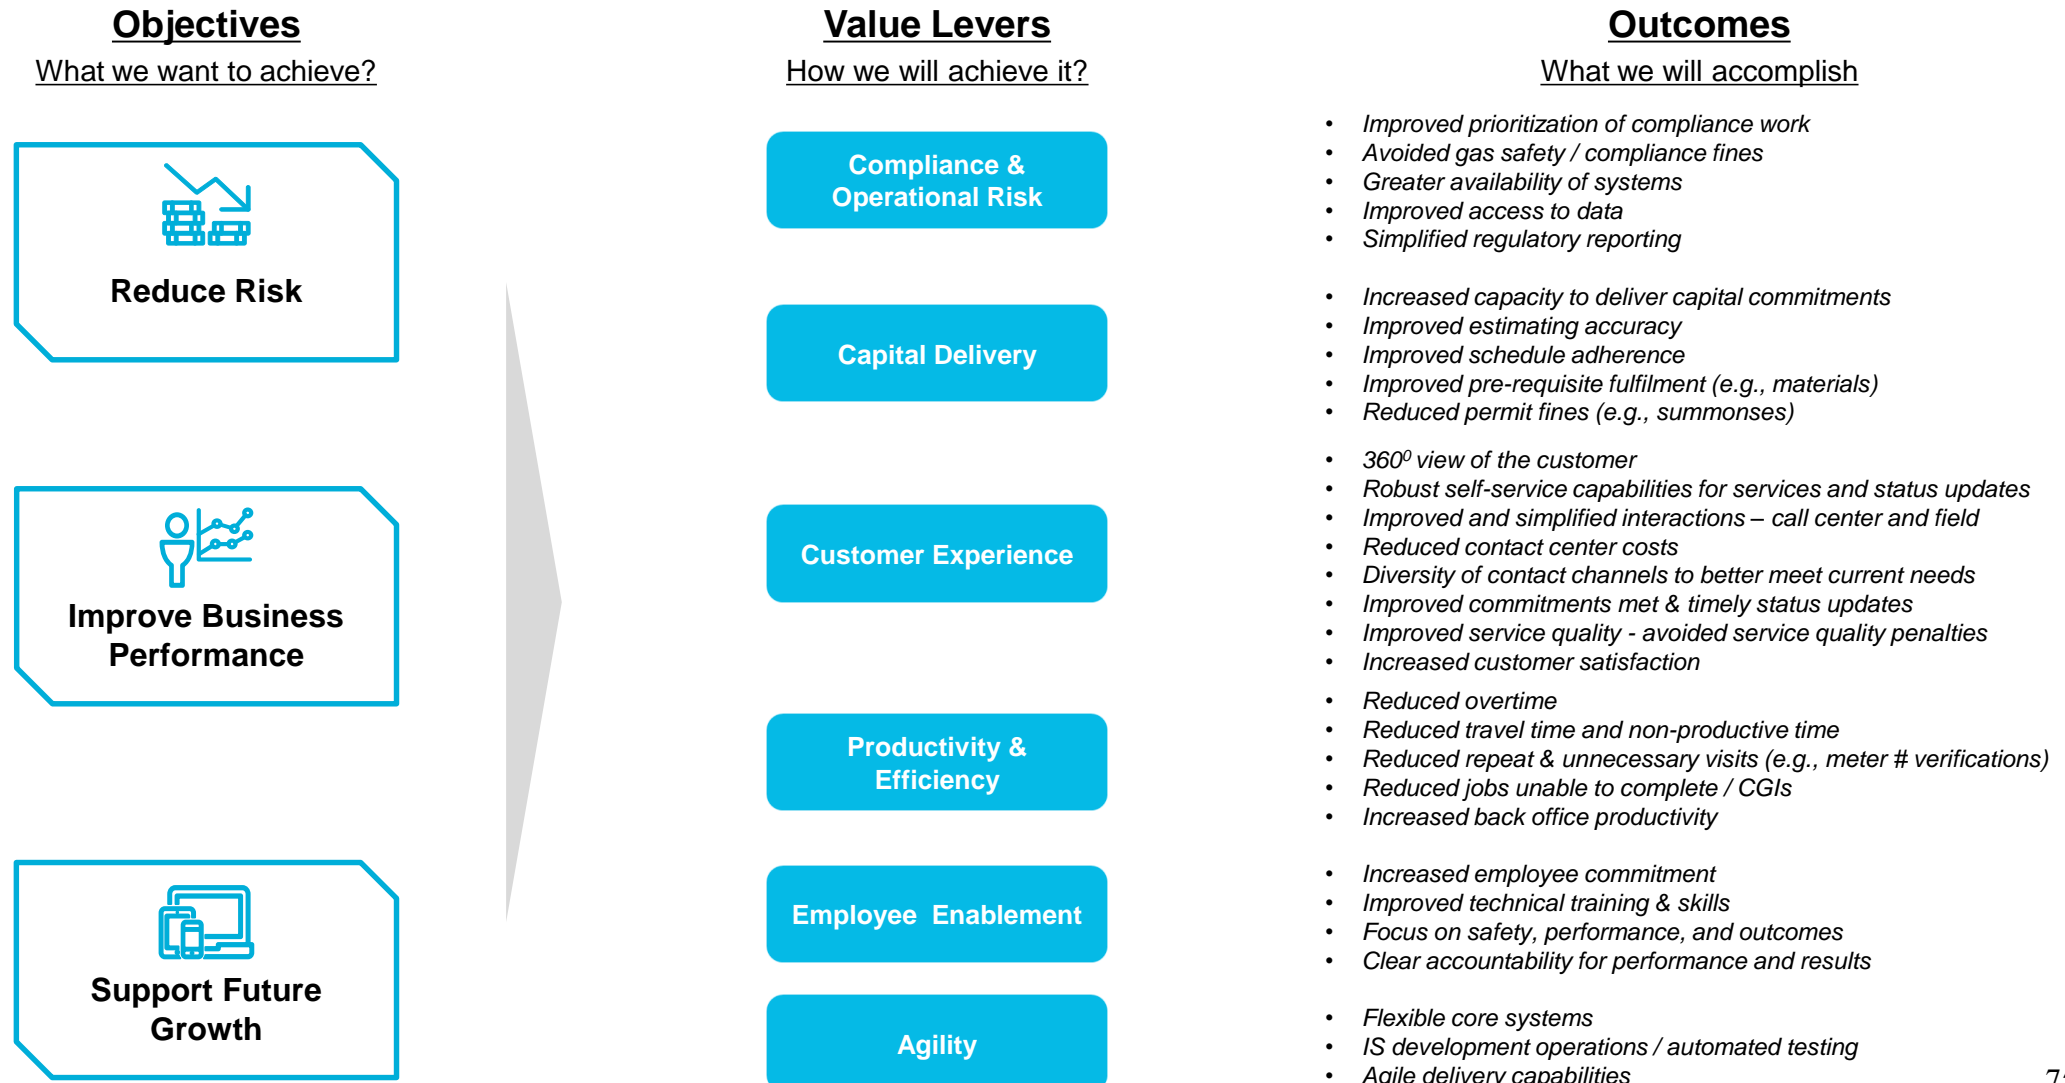 Objectives
What we want to achieve?
Reduce Risk
Improve Business
Performance
Support Future
Growth
Value Levers
How we will achieve it?
Compliance &
Operational Risk
Capital Delivery
Customer Experience
Productivity &
Efficiency
Employee Enablement
Agility
Outcomes
What we will accomplish
• Improved prioritization of compliance work
• Avoided gas safety / compliance fines
• Greater availability of systems
• Improved access to data
• Simplified regulatory reporting
• Increased capacity to deliver capital commitments
• Improved estimating accuracy
• Improved schedule adherence
• Improved pre-requisite fulfilment (e.g., materials)
• Reduced permit fines (e.g., summonses)
• 360⁰ view of the customer
• Robust self-service capabilities for services and status updates
• Improved and simplified interactions – call center and field
• Reduced contact center costs
• Diversity of contact channels to better meet current needs
• Improved commitments met & timely status updates
• Improved service quality - avoided service quality penalties
• Increased customer satisfaction
• Reduced overtime
• Reduced travel time and non-productive time
• Reduced repeat & unnecessary visits (e.g., meter # verifications)
• Reduced jobs unable to complete / CGIs
• Increased back office productivity
• Increased employee commitment
• Improved technical training & skills
• Focus on safety, performance, and outcomes
• Clear accountability for performance and results
• Flexible core systems
• IS development operations / automated testing
• Agile delivery capabilities